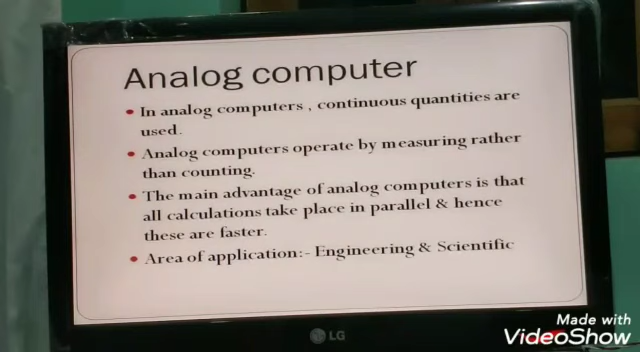 Analog computer
• In analog computers , continuous quantities are
used.
• Analog computers operate by measuring rather
than counting.
• The main advantage of analog computers is that
all calculations take place in parallel & hence
these are faster.
• Area of application:- Engineering & Scientific
LG
Made with
VideoShow